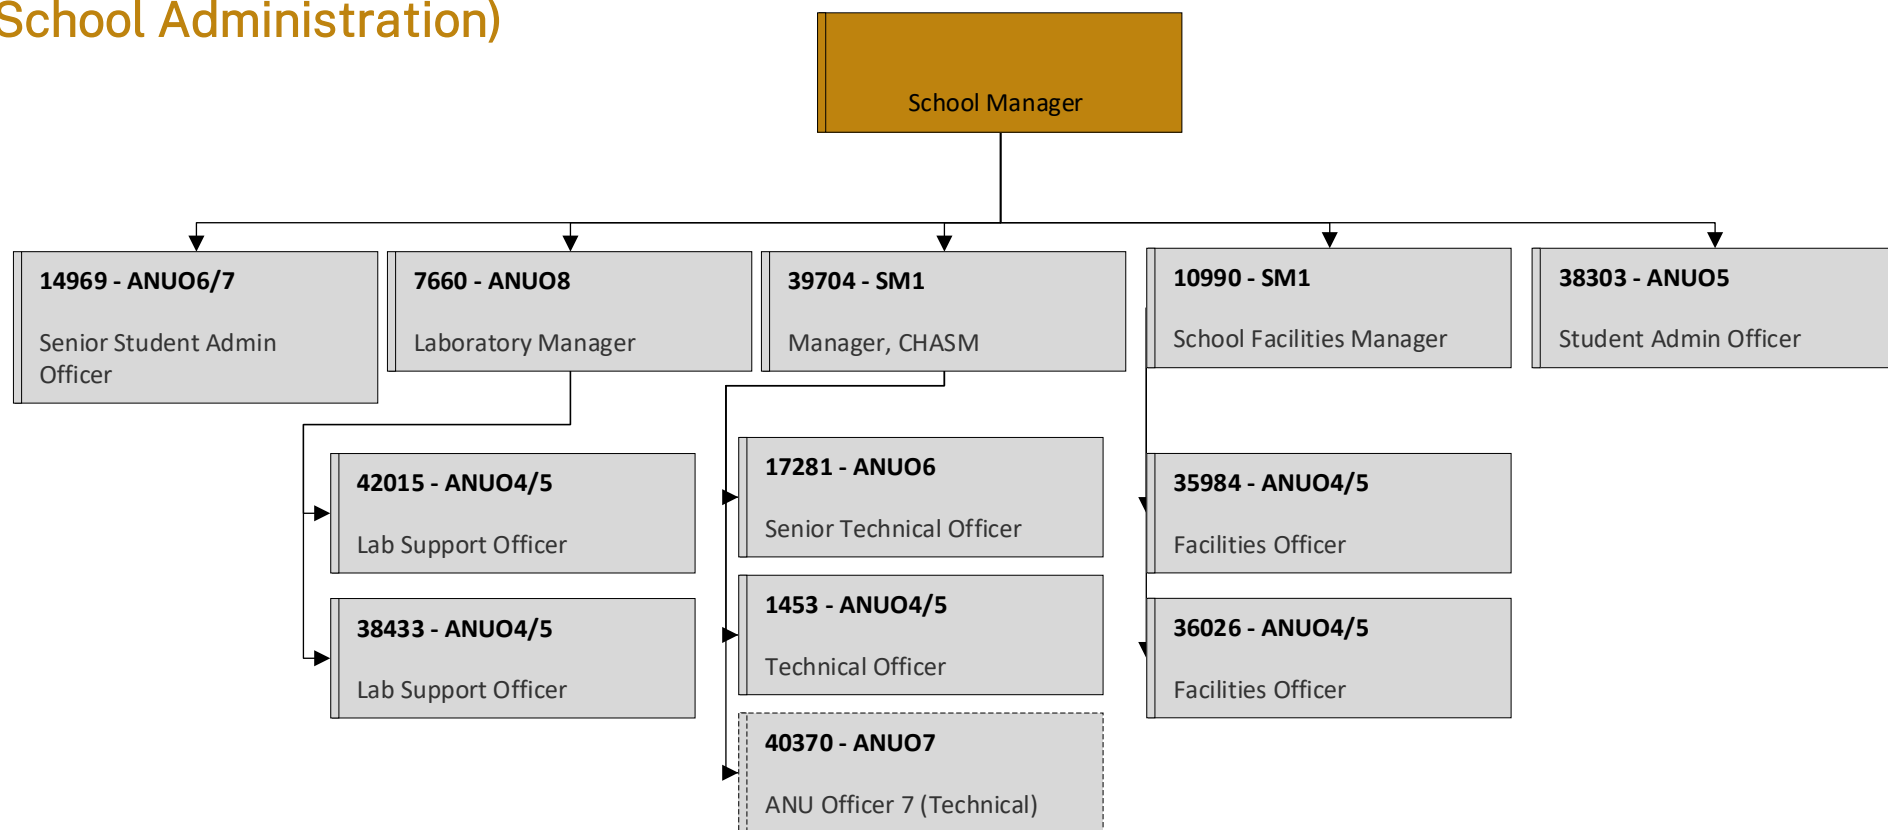 School Administration)
School Manager
14969 - ANUO6/7
Senior Student Admin
Officer
7660 - ANUO8
Laboratory Manager
39704 - SM1
Manager, CHASM
10990 - SM1
School Facilities Manager
38303 - ANUO5
Student Admin Officer
42015 - ANUO4/5
Lab Support Officer
38433 - ANUO4/5
Lab Support Officer
17281 - ANUO6
Senior Technical Officer
1453 - ANUO4/5
Technical Officer
40370 - ANUO7
ANU Officer 7 (Technical)
35984 - ANUO4/5
Facilities Officer
36026 - ANUO4/5
Facilities Officer